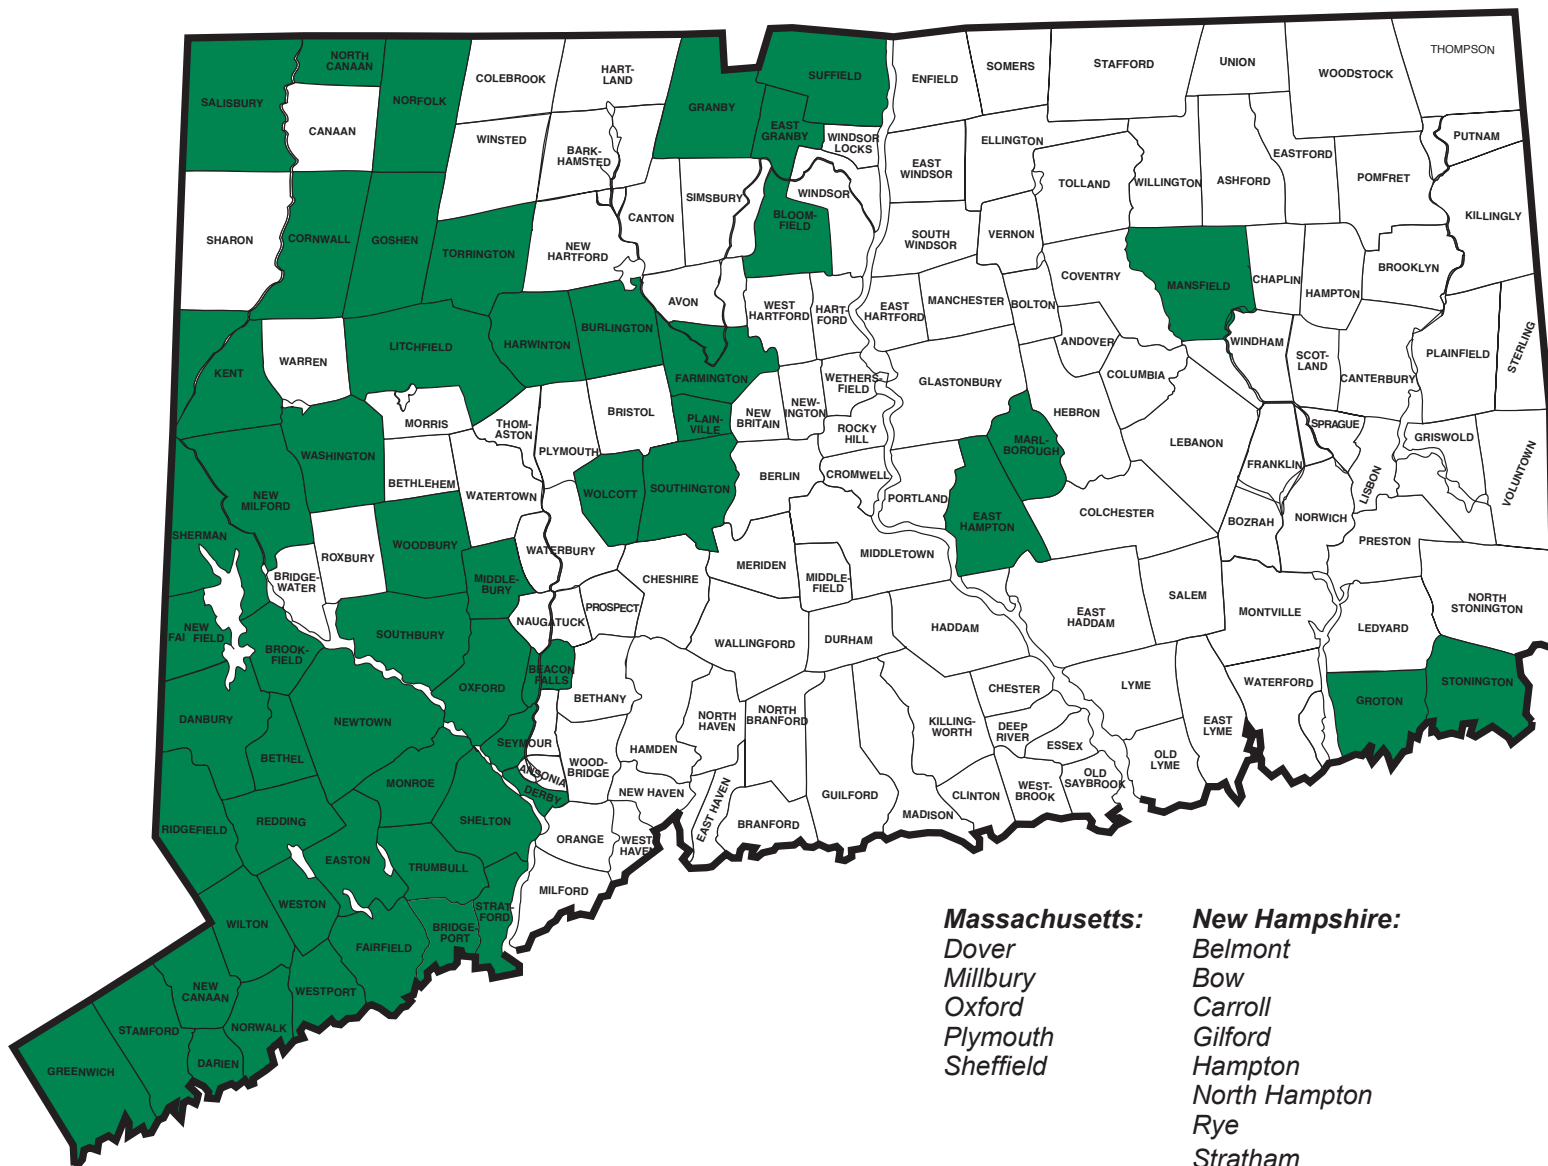 NORTH
CANAAN
COLEBROOK
HART-
LAND
SUFFIELD
ENFIELD
SOMERS
STAFFORD
UNION
WOODSTOCK
THOMPSON
SALISBURY
NORFOLK
GRANBY
CANAAN
WINSTED
BARK-
HAMSTED
EAST
GRANBY
WINDSOR
LOCKS
EAST
WINDSOR
ELLINGTON
TOLLAND
WILLINGTON
ASHFORD
EASTFORD
POMFRET
PUTNAM
KILLINGLY
SHARON
CORNWALL
GOSHEN
TORRINGTON
NEW
HARTFORD
CANTON
SIMSBURY
BLOOM-
FIELD
WINDSOR
SOUTH
WINDSOR
VERNON
COVENTRY
MANSFIELD
CHAPLIN
HAMPTON
BROOKLYN
AVON
WEST
HARTFORD
HART-
FORD
EAST
HARTFORD
MANCHESTER
BOLTON
ANDOVER
COLUMBIA
WINDHAM
SCOT-
LAND
CANTERBURY
PLAINFIELD
STERLING
KENT
WARREN
LITCHFIELD
HARWINTON
BURLINGTON
FARMINGTON
PLAIN-
VILLE
NEW
BRITAIN
NEW-
INGTON
WETHERS-
FIELD
ROCKY
HILL
GLASTONBURY
HEBRON
MARL-
BOROUGH
LEBANON
FRANKLIN
SPRAGUE
LISBON
GRISWOLD
VOLUNTOWN
WASHINGTON
MORRIS
THOM-
ASTON
PLYMOUTH
BRISTOL
BETHLEHEM
WATERTOWN
WOLCOTT
SOUTHINGTON
BERLIN
CROMWELL
PORTLAND
EAST
HAMPTON
COLCHESTER
BOZRAH
NORWICH
PRESTON
NEW
MILFORD
SHERMAN
BRIDGE-
WATER
ROXBURY
WOODBURY
MIDDLE-
BURY
WATERBURY
NAUGATUCK
PROSPECT
CHESHIRE
MERIDEN
MIDDLE-
FIELD
MIDDLETOWN
HADDAM
EAST
HADDAM
SALEM
MONTVILLE
LEDYARD
NORTH
STONINGTON
NEW
FAI FIELD
BROOK-
FIELD
SOUTHBURY
OXFORD
BEACON
FALLS
BETHANY
WALLINGFORD
DURHAM
DANBURY
BETHEL
NEWTOWN
SEYMOUR
ANSONIA
DERBY
WOOD-
BRIDGE
HAMDEN
NORTH
HAVEN
NORTH
BRANFORD
KILLING-
WORTH
CHESTER
DEEP
RIVER
ESSEX
LYME
EAST
LYME
OLD
LYME
WATERFORD
GROTON
STONINGTON
MONROE
SHELTON
NEW HAVEN
EAST HAVEN
BRANFORD
GUILFORD
MADISON
CLINTON
WEST-
BROOK
OLD
SAYBROOK
RIDGEFIELD
REDDING
EASTON
TRUMBULL
ORANGE
WEST
HAVEN
MILFORD
WILTON
WESTON
FAIRFIELD
BRIDGE-
PORT
STRAT-
FORD
NEW
CANAAN
WESTPORT
NORWALK
STAMFORD
DARIEN
GREENWICH
Massachusetts:
Dover
Millbury
Oxford
Plymouth
Sheffield
New Hampshire:
Belmont
Bow
Carroll
Gilford
Hampton
North Hampton
Rye
Stratham